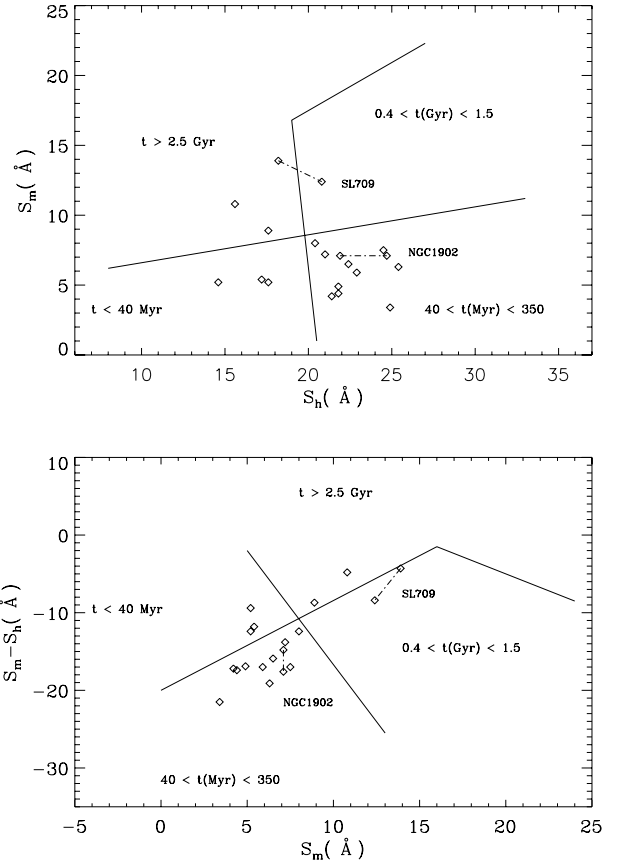 25
20
0.4 < t(Gyr) < 1.5
15
t > 2.5 Gyr
SL709
S_m( Å )
10
NGC1902
5
t < 40 Myr
40 < t(Myr) < 350
0
10 15 20 25 30 35
S_h( Å )
10
t > 2.5 Gyr
0
SL709
t < 40 Myr
−10
S_m−S_h( Å )
0.4 < t(Gyr) < 1.5
−20
NGC1902
−30
40 < t(Myr) < 350
−5 0 5 10 15 20 25
S_m( Å )